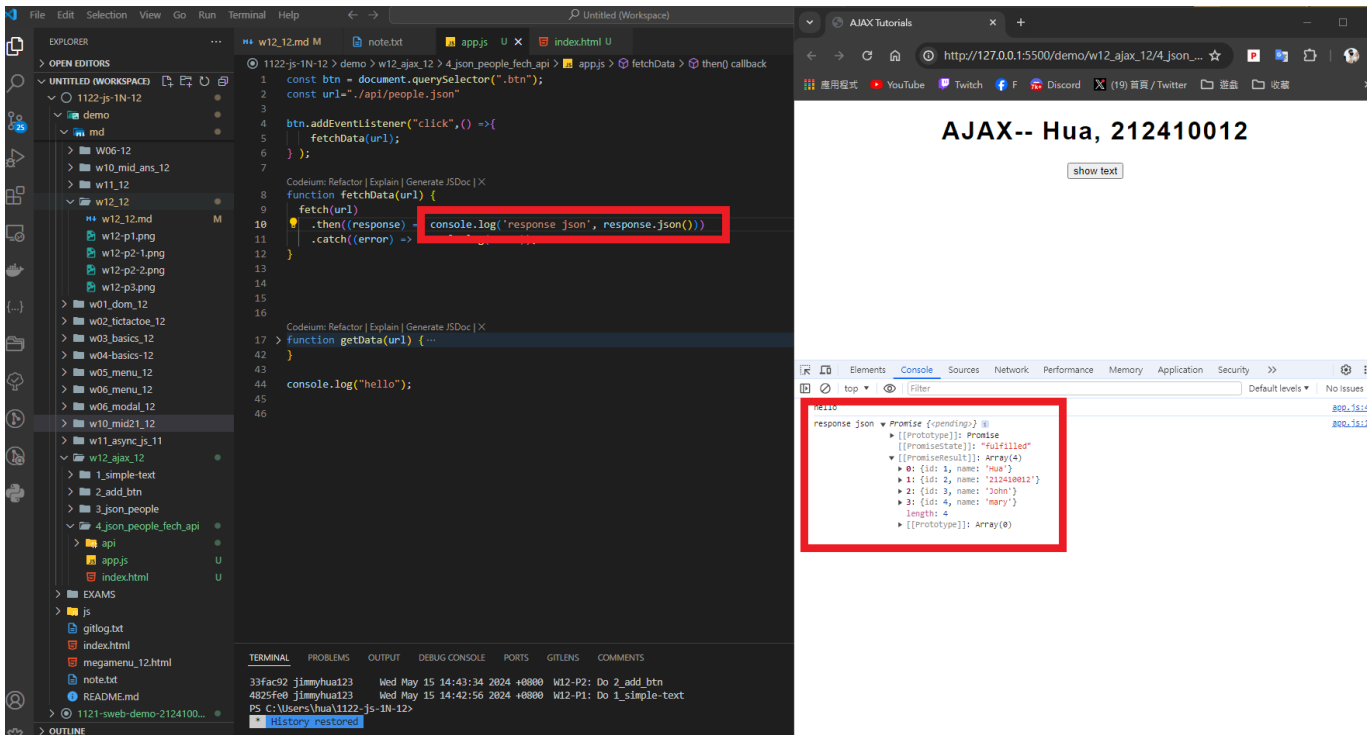 File Edit Selection View Go Run Terminal Help
Untitled (Workspace)
EXPLORER
OPEN EDITORS
UNTITLED (WORKSPACE)
1122-js-1N-12
demo
md
W06-12
w10_mid_ans_12
w11_12
w12_12
w12_12.md M
w12-p1.png
w12-p2-1.png
w12-p2-2.png
w12-p3.png
w01_dom_12
w02_tictactoe_12
w03_basics_12
w04-basics-12
w05_menu_12
w06_menu_12
w06_modal_12
w10_mid21_12
w11_async_js_11
w12_ajax_12
1_simple-text
2_add_btn
3_json_people
4_json_people_fech_api
api
app.js U
index.html U
EXAMS
js
gitlog.txt
index.html
megamenu_12.html
note.txt
README.md
1121-sweb-demo-2124100...
OUTLINE
25
w12_12.md M note.txt app.js U index.html U
1122-js-1N-12 > demo > w12_ajax_12 > 4_json_people_fech_api > app.js > fetchData > then() callback
1 const btn = document.querySelector(".btn");
2 const url="./api/people.json"
3
4 btn.addEventListener("click",() =>{
5 fetchData(url);
6 } );
7
Codeium: Refactor | Explain | Generate JSDoc | X
8 function fetchData(url) {
9 fetch(url)
10 .then((response) = console.log('response json', response.json()))
11 .catch((error) =>
12 }
13
14
15
16
Codeium: Refactor | Explain | Generate JSDoc | X
17 function getData(url) { ...
42 }
43
44 console.log("hello");
45
46
TERMINAL PROBLEMS OUTPUT DEBUG CONSOLE PORTS GITLENS COMMENTS
33fac92 jimmyhua123 Wed May 15 14:43:34 2024 +0800 W12-P2: Do 2_add_btn
4825fe0 jimmyhua123 Wed May 15 14:42:56 2024 +0800 W12-P1: Do 1_simple-text
PS C:\Users\hua\1122-js-1N-12>
* History restored
AJAX Tutorials
http://127.0.0.1:5500/demo/w12_ajax_12/4_json_...
應用程式 YouTube Twitch F Discord (19) 首頁 / Twitter 遊戲 收藏
AJAX-- Hua, 212410012
show text
Elements Console Sources Network Performance Memory Application Security
top Filter Default levels No Issues
hello app.js:4
response json Promise {<pending>} app.js:1
[[Prototype]]: Promise
[[PromiseState]]: "fulfilled"
[[PromiseResult]]: Array(4)
0: {id: 1, name: 'Hua'}
1: {id: 2, name: '212410012'}
2: {id: 3, name: 'John'}
3: {id: 4, name: 'mary'}
length: 4
[[Prototype]]: Array(0)